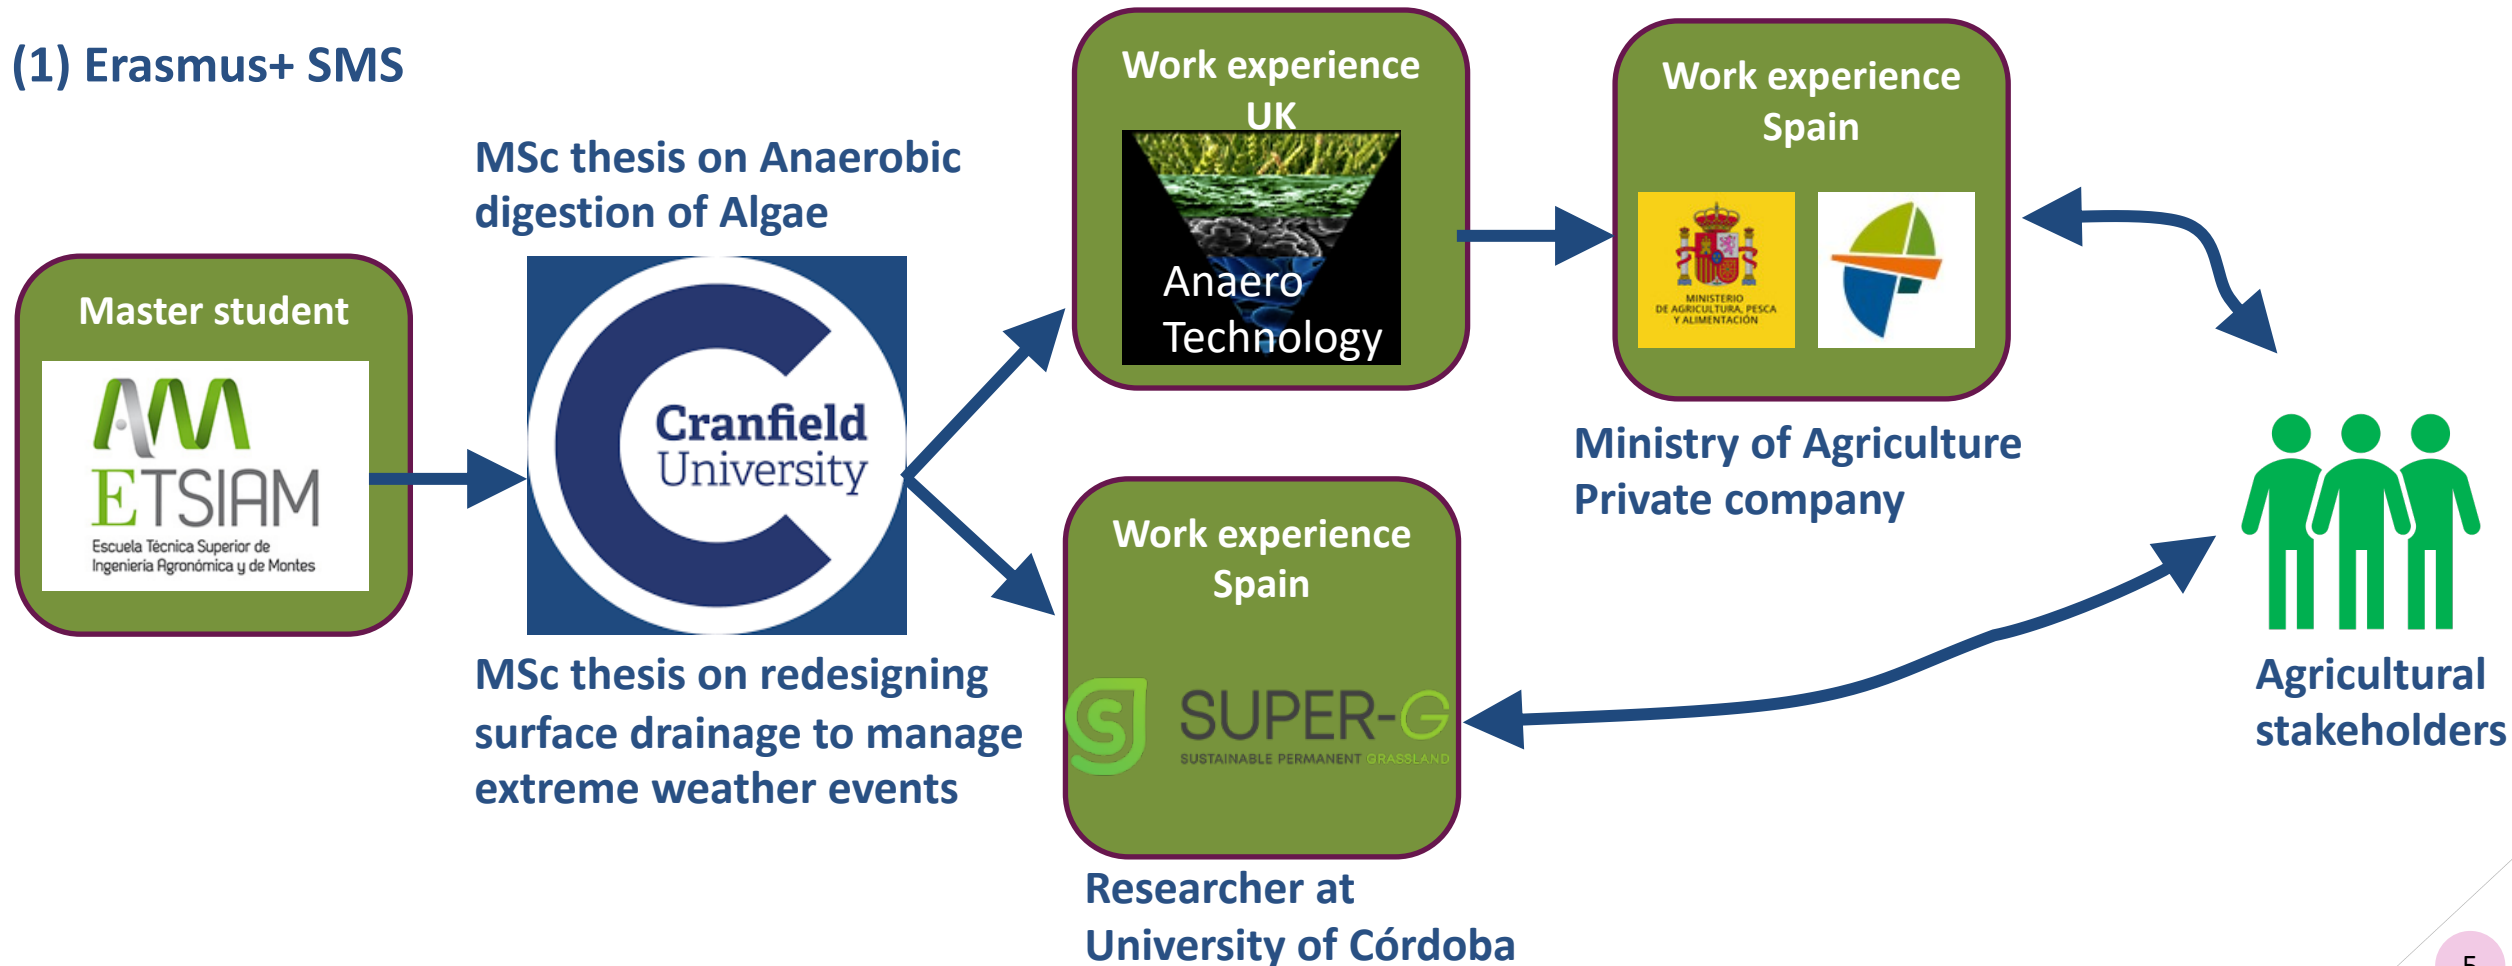 (1) Erasmus+ SMS
Master student
ETSIAM
Escuela Técnica Superior de
Ingeniería Agronómica y de Montes
MSc thesis on Anaerobic
digestion of Algae
Cranfield
University
MSc thesis on redesigning
surface drainage to manage
extreme weather events
Work experience
UK
Anaero
Technology
Work experience
Spain
MINISTERIO
DE AGRICULTURA, PESCA
Y ALIMENTACIÓN
Ministry of Agriculture
Private company
Work experience
Spain
SUPER-G
SUSTAINABLE PERMANENT GRASSLAND
Researcher at
University of Córdoba
Agricultural
stakeholders
5